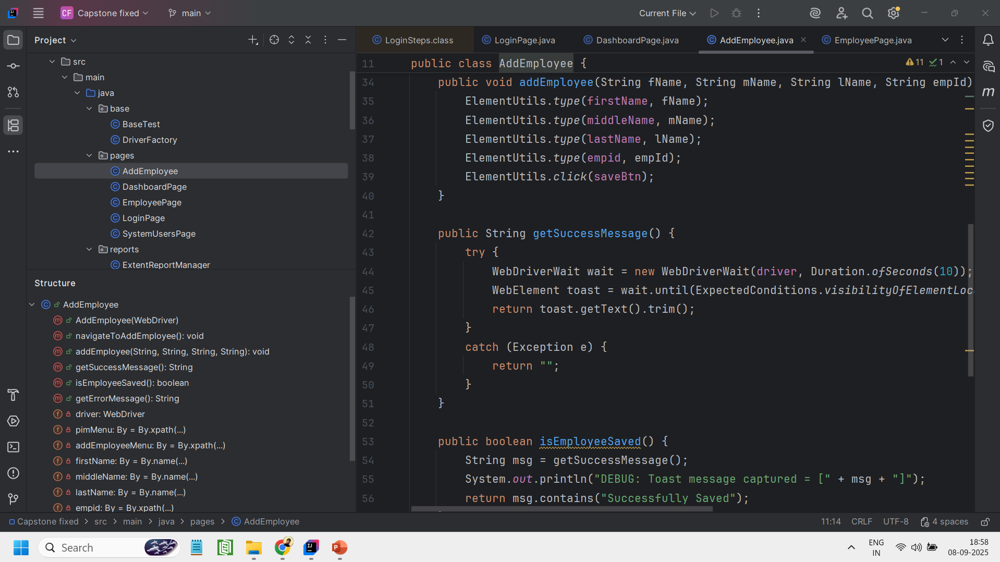 CF Capstone fixed
main
Current File
Project
src
main
java
base
BaseTest
DriverFactory
pages
AddEmployee
DashboardPage
EmployeePage
LoginPage
SystemUsersPage
reports
ExtentReportManager
Structure
AddEmployee
AddEmployee(WebDriver)
navigateToAddEmployee(): void
addEmployee(String, String, String, String): void
getSuccessMessage(): String
isEmployeeSaved(): boolean
getErrorMessage(): String
driver: WebDriver
pimMenu: By = By.xpath(...)
addEmployeeMenu: By = By.xpath(...)
firstName: By = By.name(...)
middleName: By = By.name(...)
lastName: By = By.name(...)
empid: By = By.xpath(...)
LoginSteps.class
LoginPage.java
DashboardPage.java
AddEmployee.java
EmployeePage.java
11 public class AddEmployee {
11 1
34 public void addEmployee(String fName, String mName, String lName, String empId)
35 ElementUtils.type(firstName, fName);
36 ElementUtils.type(middleName, mName);
37 ElementUtils.type(lastName, lName);
38 ElementUtils.type(empid, empId);
39 ElementUtils.click(saveBtn);
40 }
41
42 public String getSuccessMessage() {
43 try {
44 WebDriverWait wait = new WebDriverWait(driver, Duration.ofSeconds(10));
45 WebElement toast = wait.until(ExpectedConditions.visibilityOfElementLoc
46 return toast.getText().trim();
47 }
48 catch (Exception e) {
49 return "";
50 }
51 }
52
53 public boolean isEmployeeSaved() {
54 String msg = getSuccessMessage();
55 System.out.println("DEBUG: Toast message captured = [" + msg + "]");
56 return msg.contains("Successfully Saved");
Capstone fixed > src > main > java > pages > AddEmployee
11:14 CRLF UTF-8 4 spaces
Search
ENG
IN
18:58
08-09-2025